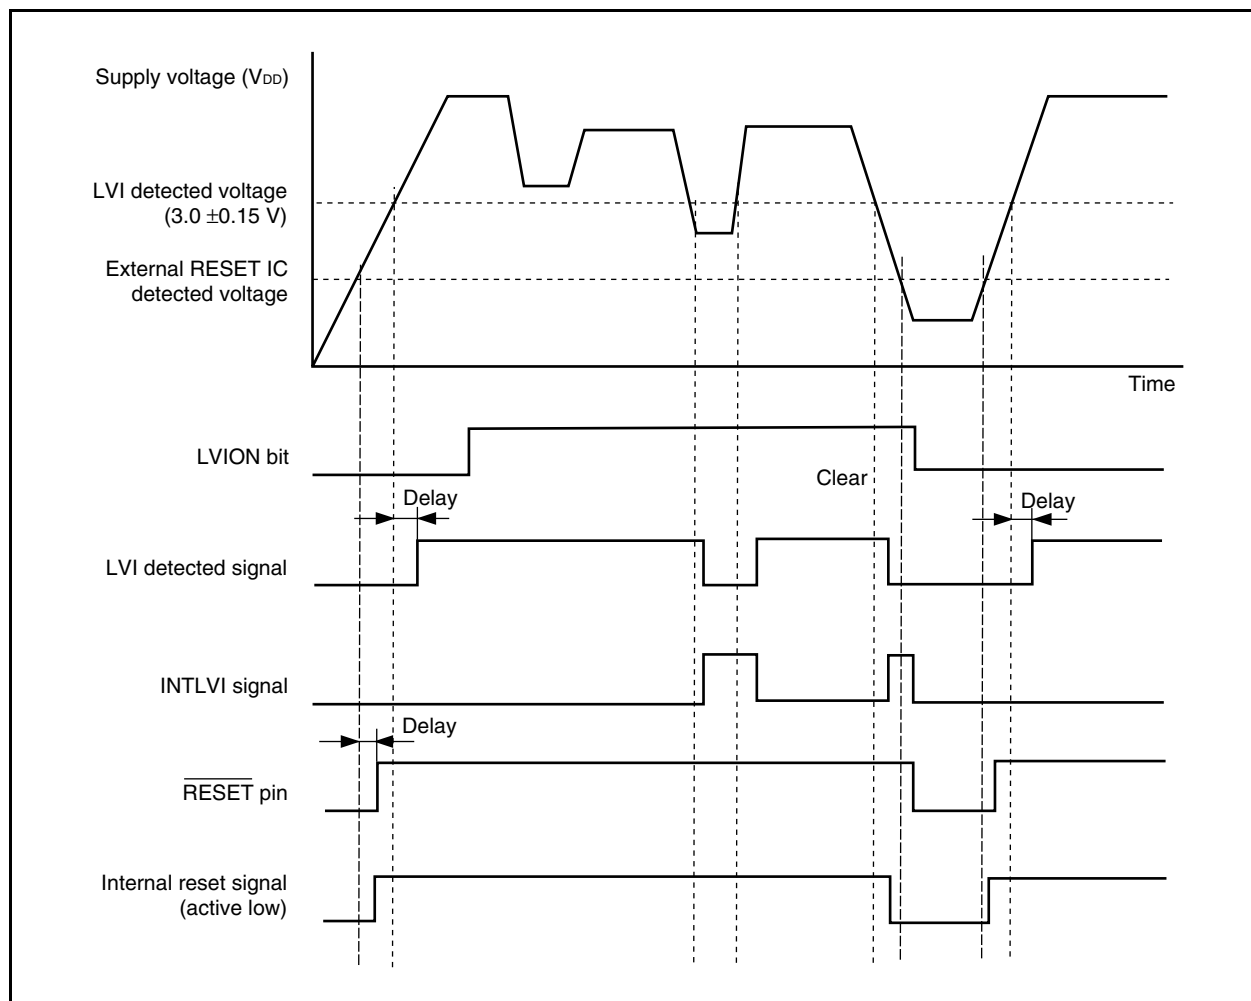 Supply voltage (VDD)
LVI detected voltage
(3.0 ±0.15 V)
External RESET IC
detected voltage
Time
LVION bit
Clear
Delay
Delay
LVI detected signal
INTLVI signal
Delay
RESET pin
Internal reset signal
(active low)